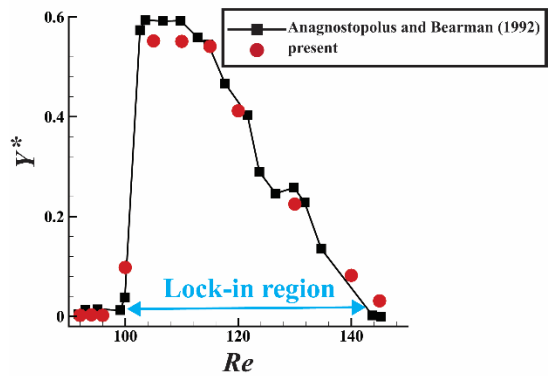 0.6
Anagnostopolus and Bearman (1992)
present
0.4
Y*
0.2
Lock-in region
0
100
120
140
Re